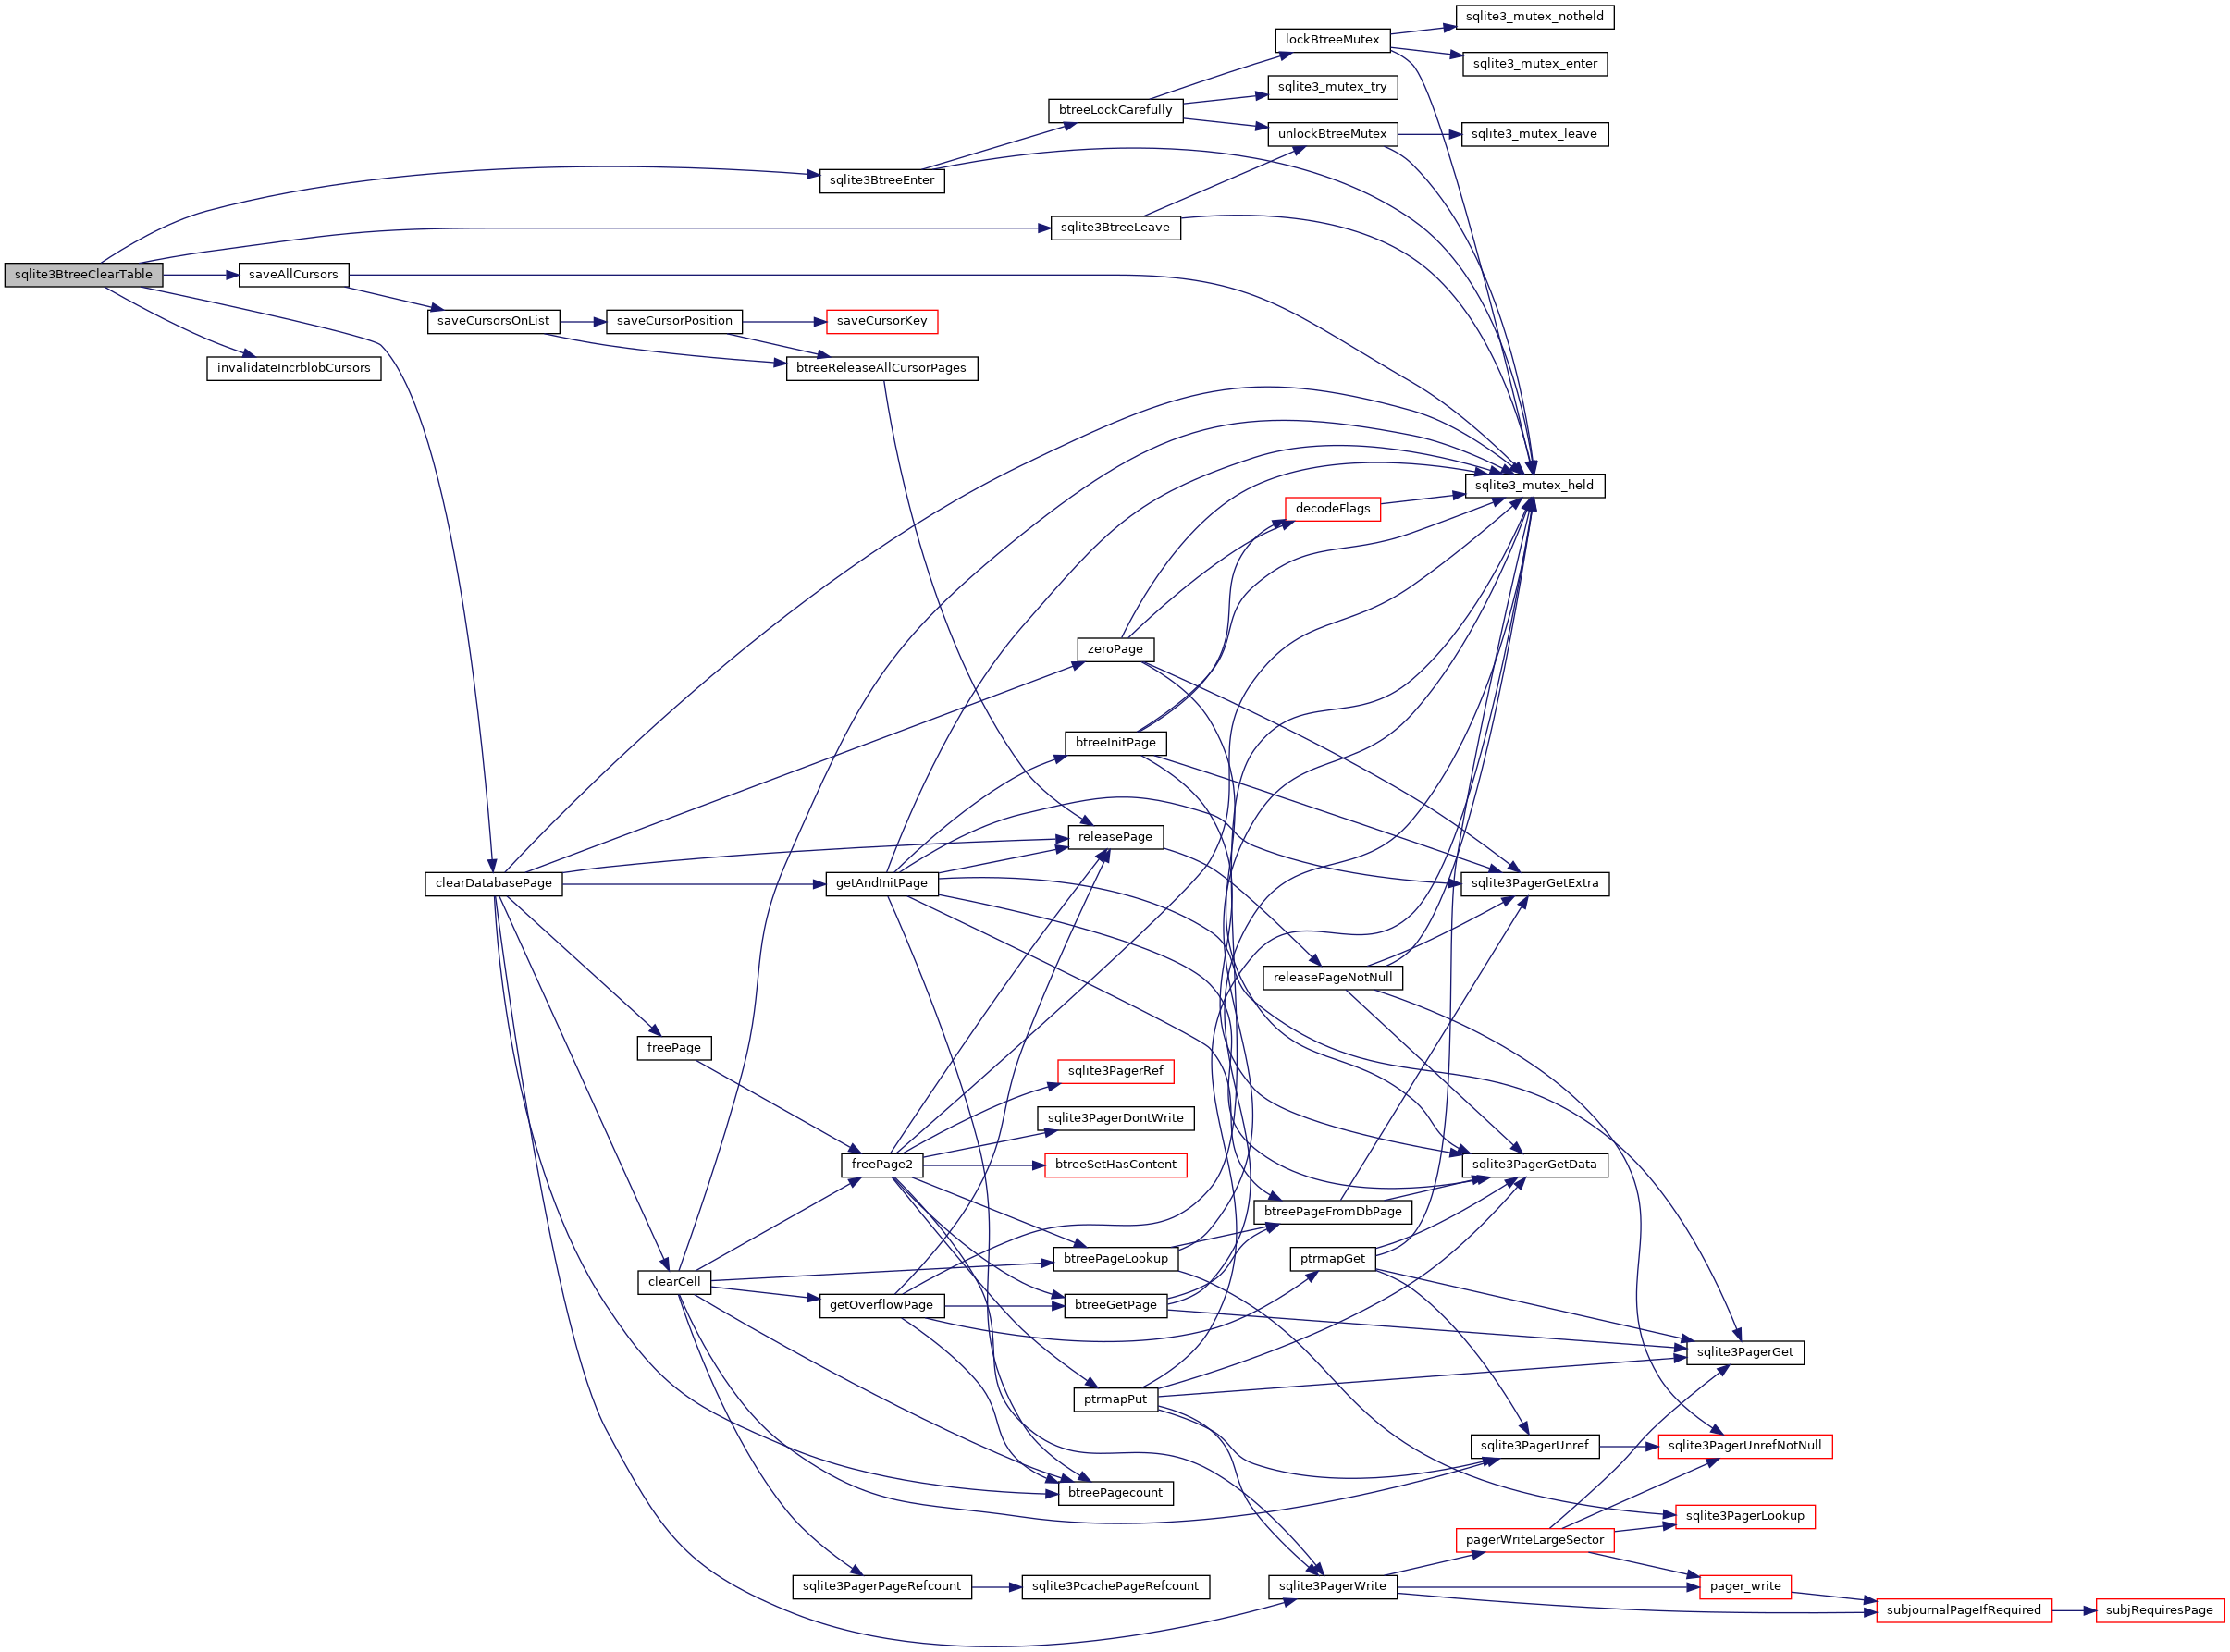 sqlite3_mutex_notheld
lockBtreeMutex
sqlite3_mutex_enter
sqlite3_mutex_try
btreeLockCarefully
unlockBtreeMutex
sqlite3_mutex_leave
sqlite3BtreeEnter
sqlite3BtreeLeave
sqlite3BtreeClearTable
saveAllCursors
saveCursorsOnList
saveCursorPosition
saveCursorKey
invalidateIncrblobCursors
btreeReleaseAllCursorPages
sqlite3_mutex_held
decodeFlags
zeroPage
btreeInitPage
releasePage
clearDatabasePage
getAndInitPage
sqlite3PagerGetExtra
releasePageNotNull
freePage
sqlite3PagerRef
sqlite3PagerDontWrite
freePage2
btreeSetHasContent
sqlite3PagerGetData
btreePageFromDbPage
btreePageLookup
ptrmapGet
clearCell
getOverflowPage
btreeGetPage
sqlite3PagerGet
ptrmapPut
sqlite3PagerUnref
sqlite3PagerUnrefNotNull
btreePagecount
sqlite3PagerLookup
pagerWriteLargeSector
sqlite3PagerPageRefcount
sqlite3PcachePageRefcount
sqlite3PagerWrite
pager_write
subjournalPageIfRequired
subjRequiresPage